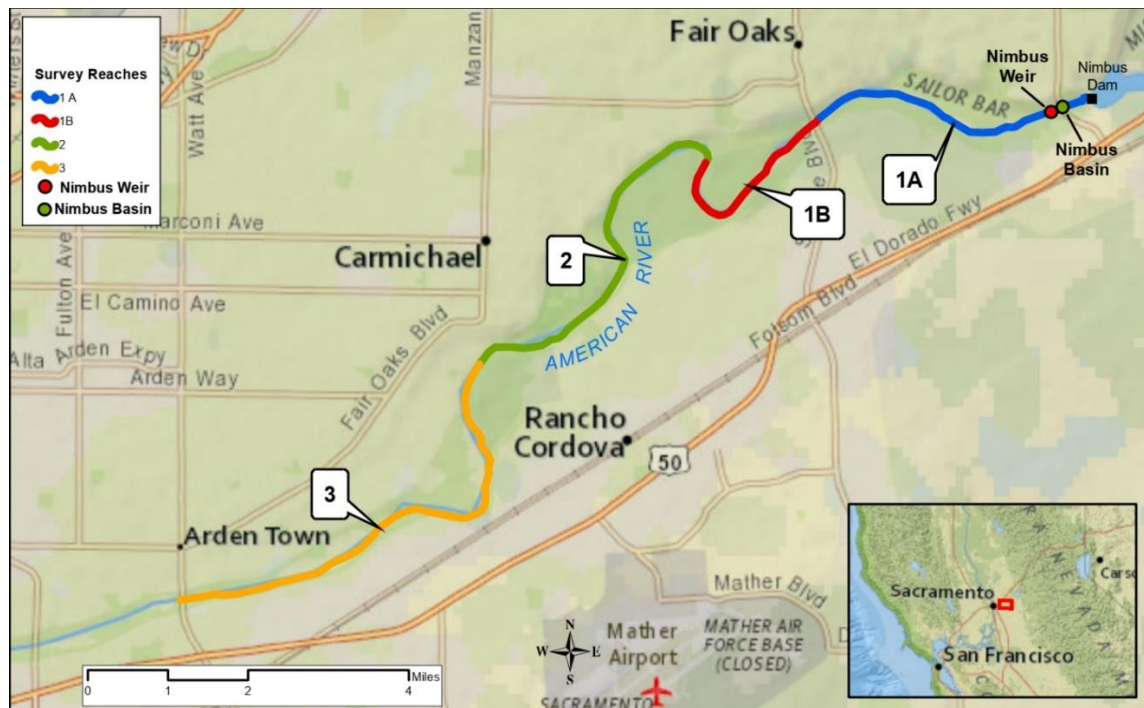 Survey Reaches
1 A
1B
2
3
Nimbus Weir
Nimbus Basin
Watt Ave
Manzan
Fair Oaks
SAILOR BAR
Nimbus
Weir
Nimbus
Dam
Nimbus
Basin
1A
1B
2
3
Marconi Ave
Carmichael
El Camino Ave
Fulton Ave
Alta
Arden Expy
Arden Way
Fair Oaks Blvd
AMERICAN RIVER
El Dorado Fwy
Folsom Blvd
Rancho
Cordova
50
Arden Town
Mather Blvd
Mather
Airport
MATHER AIR
FORCE BASE
(CLOSED)
SACRAMENTO
N
W E
S
0 1 2 4
Miles
Sacramento
San Francisco
Cars
NEVADA